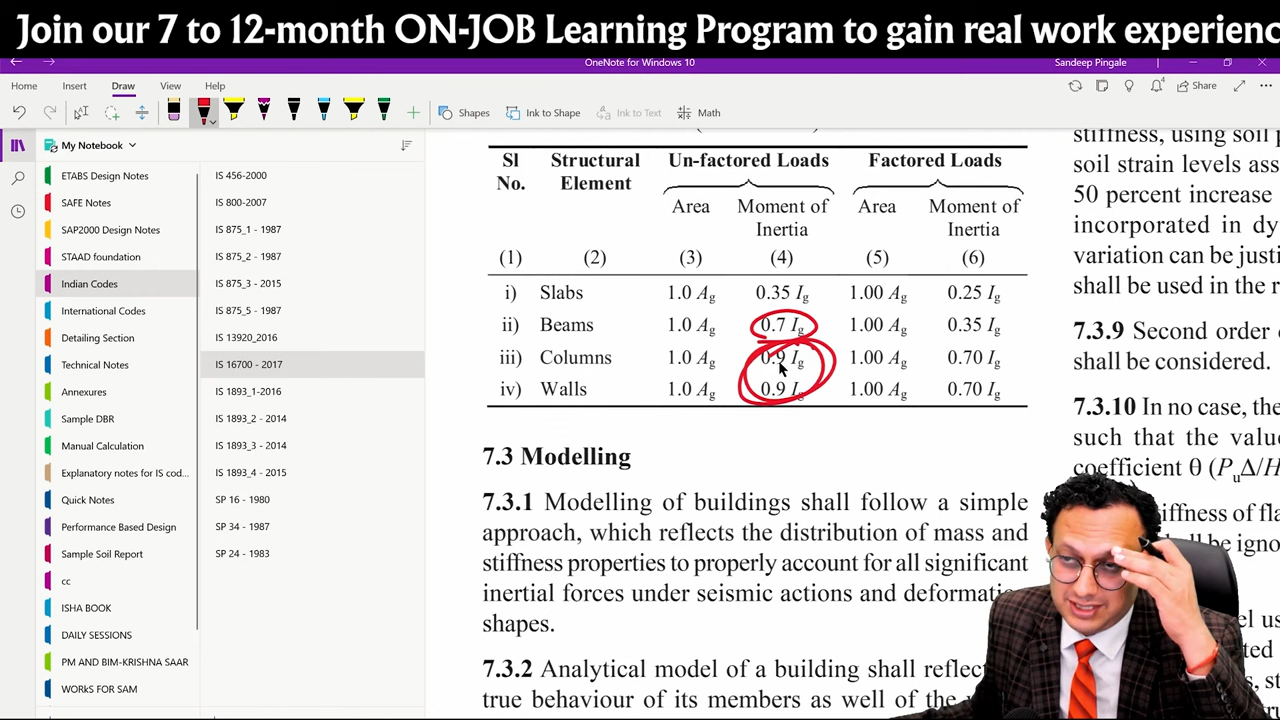 Join our 7 to 12-month ON-JOB Learning Program to gain real work experienc
OneNote for Windows 10
Sandeep Pingale
Home Insert Draw View Help
Shapes Ink to Shape Ink to Text Math Share
My Notebook
ETABS Design Notes
SAFE Notes
SAP2000 Design Notes
STAAD foundation
Indian Codes
International Codes
Detailing Section
Technical Notes
Annexures
Sample DBR
Manual Calculation
Explanatory notes for IS cod...
Quick Notes
Performance Based Design
Sample Soil Report
cc
ISHA BOOK
DAILY SESSIONS
PM AND BIM-KRISHNA SAAR
WORKs FOR SAM
IS 456-2000
IS 800-2007
IS 875_1 - 1987
IS 875_2 - 1987
IS 875_3 - 2015
IS 875_5 - 1987
IS 13920_2016
IS 16700 - 2017
IS 1893_1-2016
IS 1893_2 - 2014
IS 1893_3 - 2014
IS 1893_4 - 2015
SP 16 - 1980
SP 34 - 1987
SP 24 - 1983
Sl No. Structural Element Un-factored Loads Factored Loads
Area Moment of Inertia Area Moment of Inertia
(1) (2) (3) (4) (5) (6)
i) Slabs 1.0 Ag 0.35 Ig 1.00 Ag 0.25 Ig
ii) Beams 1.0 Ag 0.7 Ig 1.00 Ag 0.35 Ig
iii) Columns 1.0 Ag 0.9 Ig 1.00 Ag 0.70 Ig
iv) Walls 1.0 Ag 0.9 Ig 1.00 Ag 0.70 Ig
7.3 Modelling
7.3.1 Modelling of buildings shall follow a simple
approach, which reflects the distribution of mass and
stiffness properties to properly account for all significant
inertial forces under seismic actions and
shapes.
7.3.2 Analytical model of a building shall
true behaviour of its members as well of the
stiffness, using soil
soil strain levels
50 percent increase
incorporated in
variation can be
shall be used in the
7.3.9 Second order
shall be considered.
7.3.10 In no case, the
such that the
coefficient θ (PuΔ/H